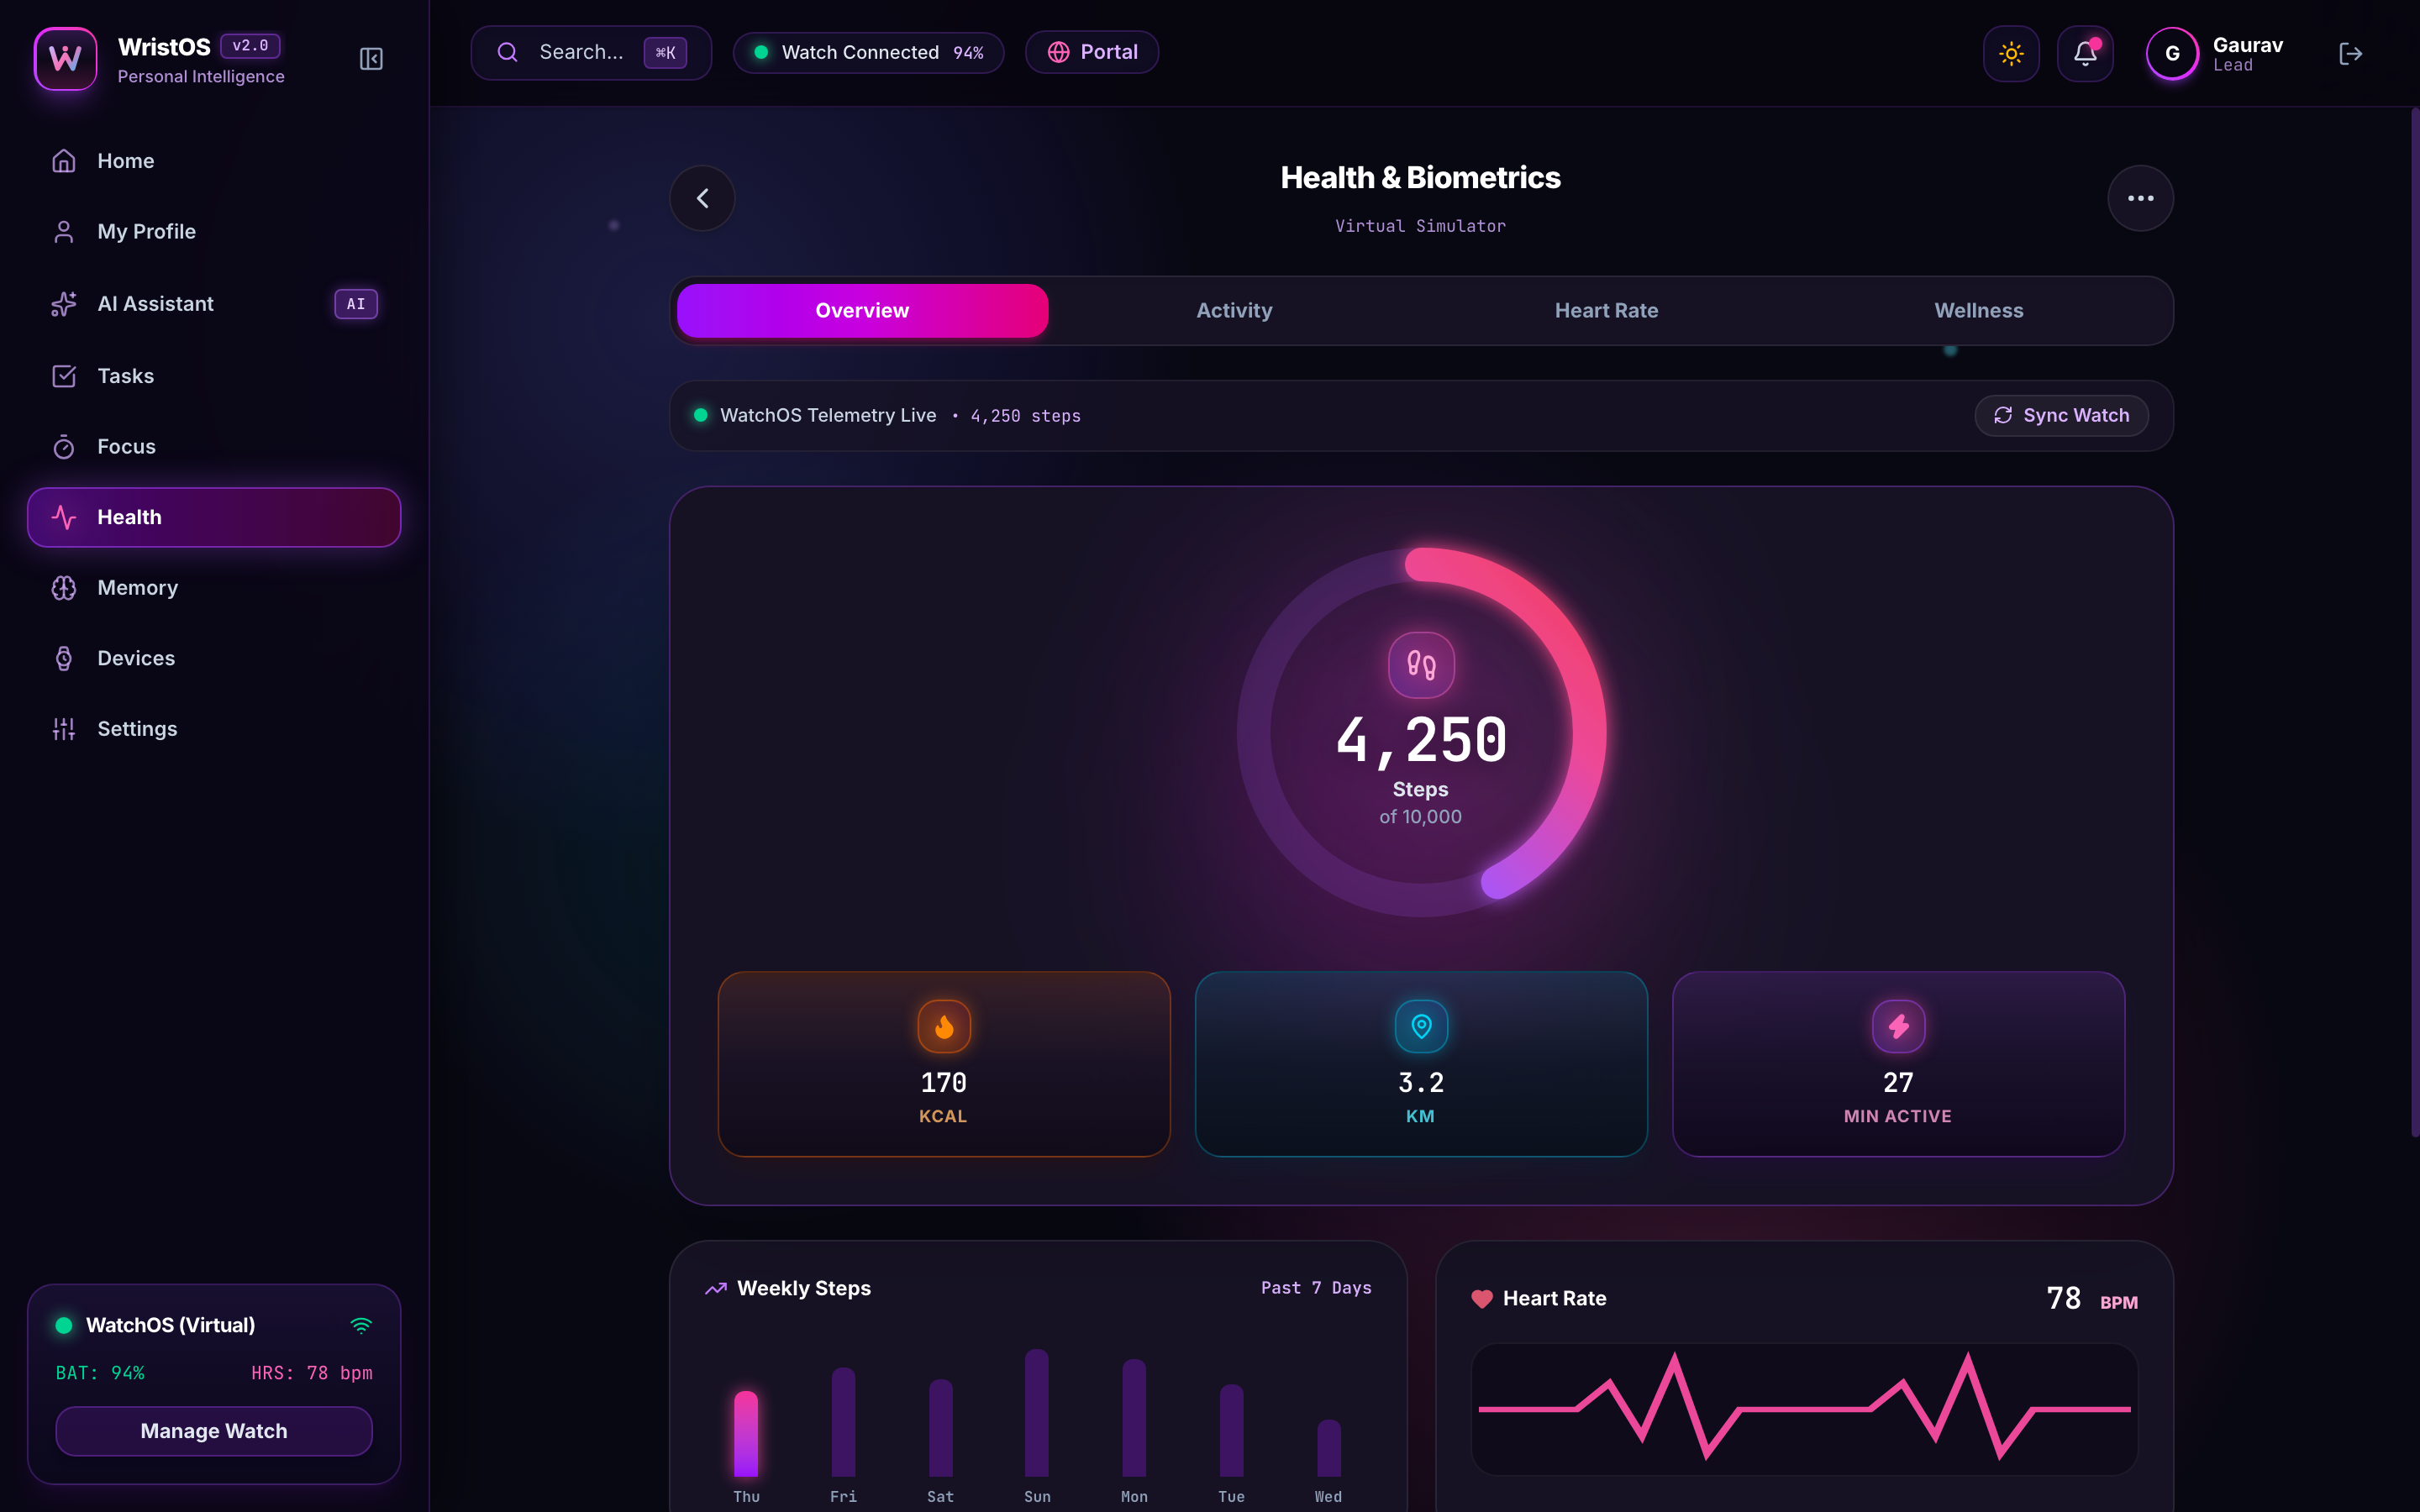 WristOS v2.0
Personal Intelligence
Search... ⌘K
Watch Connected 94%
Portal
G
Gaurav
Lead
Home
My Profile
AI Assistant AI
Tasks
Focus
Health
Memory
Devices
Settings
WatchOS (Virtual)
BAT: 94% HRS: 78 bpm
Manage Watch
Health & Biometrics
Virtual Simulator
Overview Activity Heart Rate Wellness
WatchOS Telemetry Live • 4,250 steps
Sync Watch
4,250
Steps
of 10,000
170
KCAL
3.2
KM
27
MIN ACTIVE
Weekly Steps Past 7 Days
Thu Fri Sat Sun Mon Tue Wed
Heart Rate 78 BPM